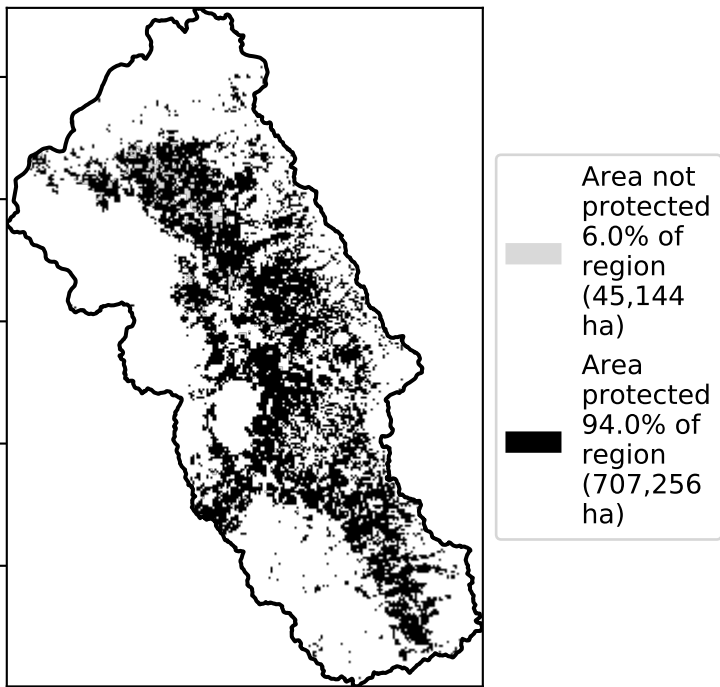 Area not
protected
6.0% of
region
(45,144
ha)
Area
protected
94.0% of
region
(707,256
ha)